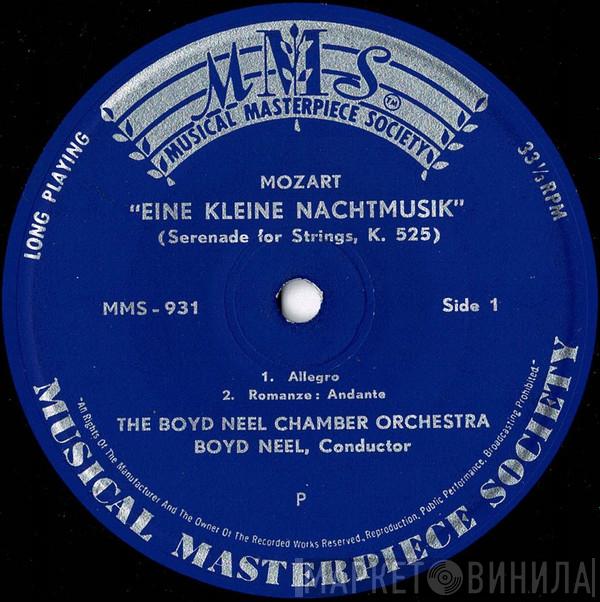 MMS TM
MUSICAL MASTERPIECE SOCIETY
LONG PLAYING
33⅓ RPM
MOZART
"EINE KLEINE NACHTMUSIK"
(Serenade for Strings, K. 525)
MMS - 931
Side 1
1. Allegro
2. Romanze: Andante
THE BOYD NEEL CHAMBER ORCHESTRA
BOYD NEEL, Conductor
P
-All Rights Of The Manufacturer And The Owner Of The Recorded Works Reserved. Reproduction, Public Performance, Broadcasting Prohibited.-
MUSICAL MASTERPIECE SOCIETY
МАРКЕТ ВИНИЛА